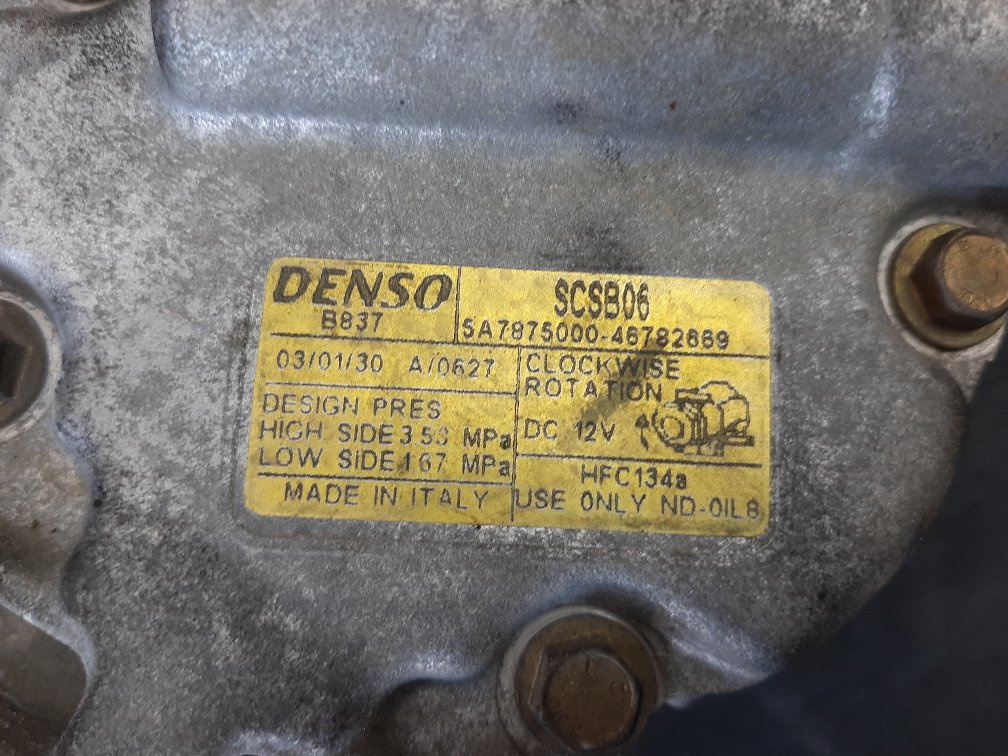 DENSO
B837
SCSB06
5A7875000-46782669
03/01/30 A/0627
DESIGN PRES
HIGH SIDE 3.53 MPa
LOW SIDE 1.67 MPa
MADE IN ITALY
CLOCKWISE
ROTATION
DC 12V
HFC134a
USE ONLY ND-OIL8